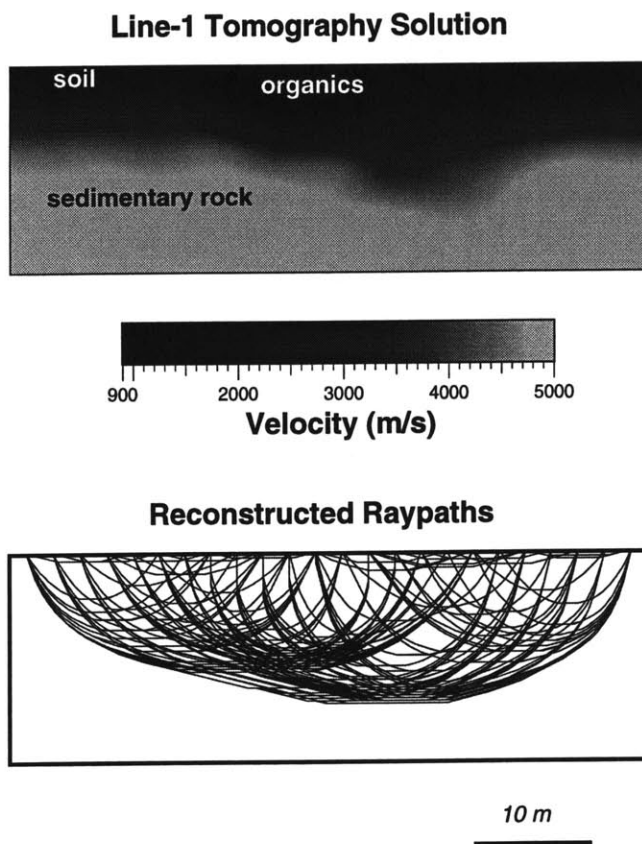 Line-1 Tomography Solution
soil
organics
sedimentary rock
900 2000 3000 4000 5000
Velocity (m/s)
Reconstructed Raypaths
10 m